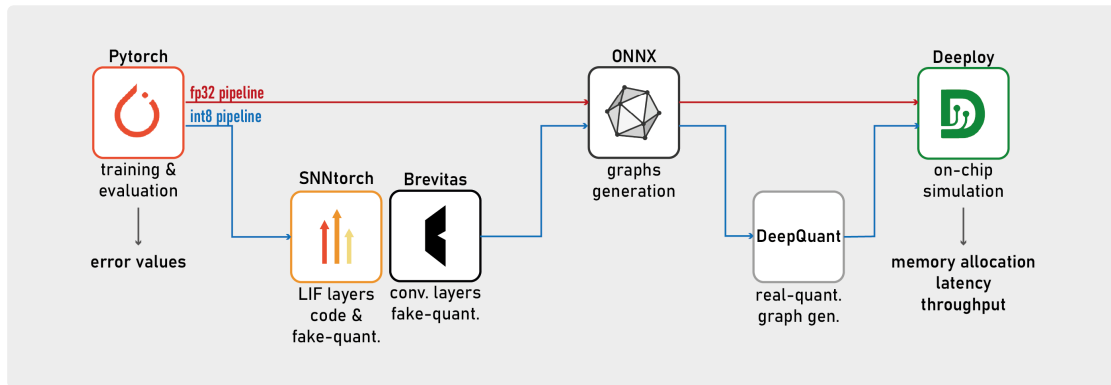 Pytorch
fp32 pipeline
int8 pipeline
training &
evaluation
error values
SNNtorch
LIF layers
code &
fake-quant.
Brevitas
conv. layers
fake-quant.
ONNX
graphs
generation
DeepQuant
real-quant.
graph gen.
Deeploy
on-chip
simulation
memory allocation
latency
throughput